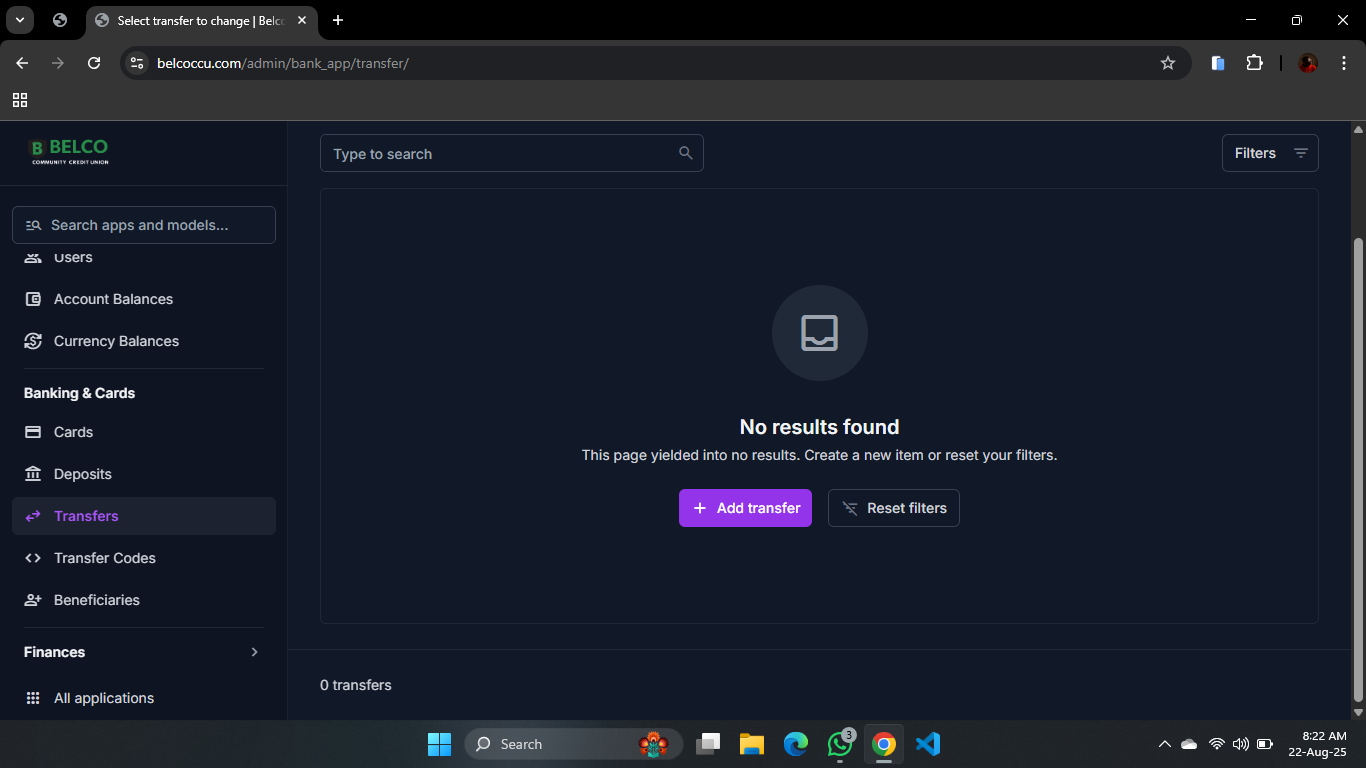 Select transfer to change | Belc
belcoccu.com/admin/bank_app/transfer/
B BELCO
COMMUNITY CREDIT UNION
Search apps and models...
Users
Account Balances
Currency Balances
Banking & Cards
Cards
Deposits
Transfers
Transfer Codes
Beneficiaries
Finances
All applications
Type to search
Filters
No results found
This page yielded into no results. Create a new item or reset your filters.
Add transfer
Reset filters
0 transfers
Search
3
8:22 AM
22-Aug-25